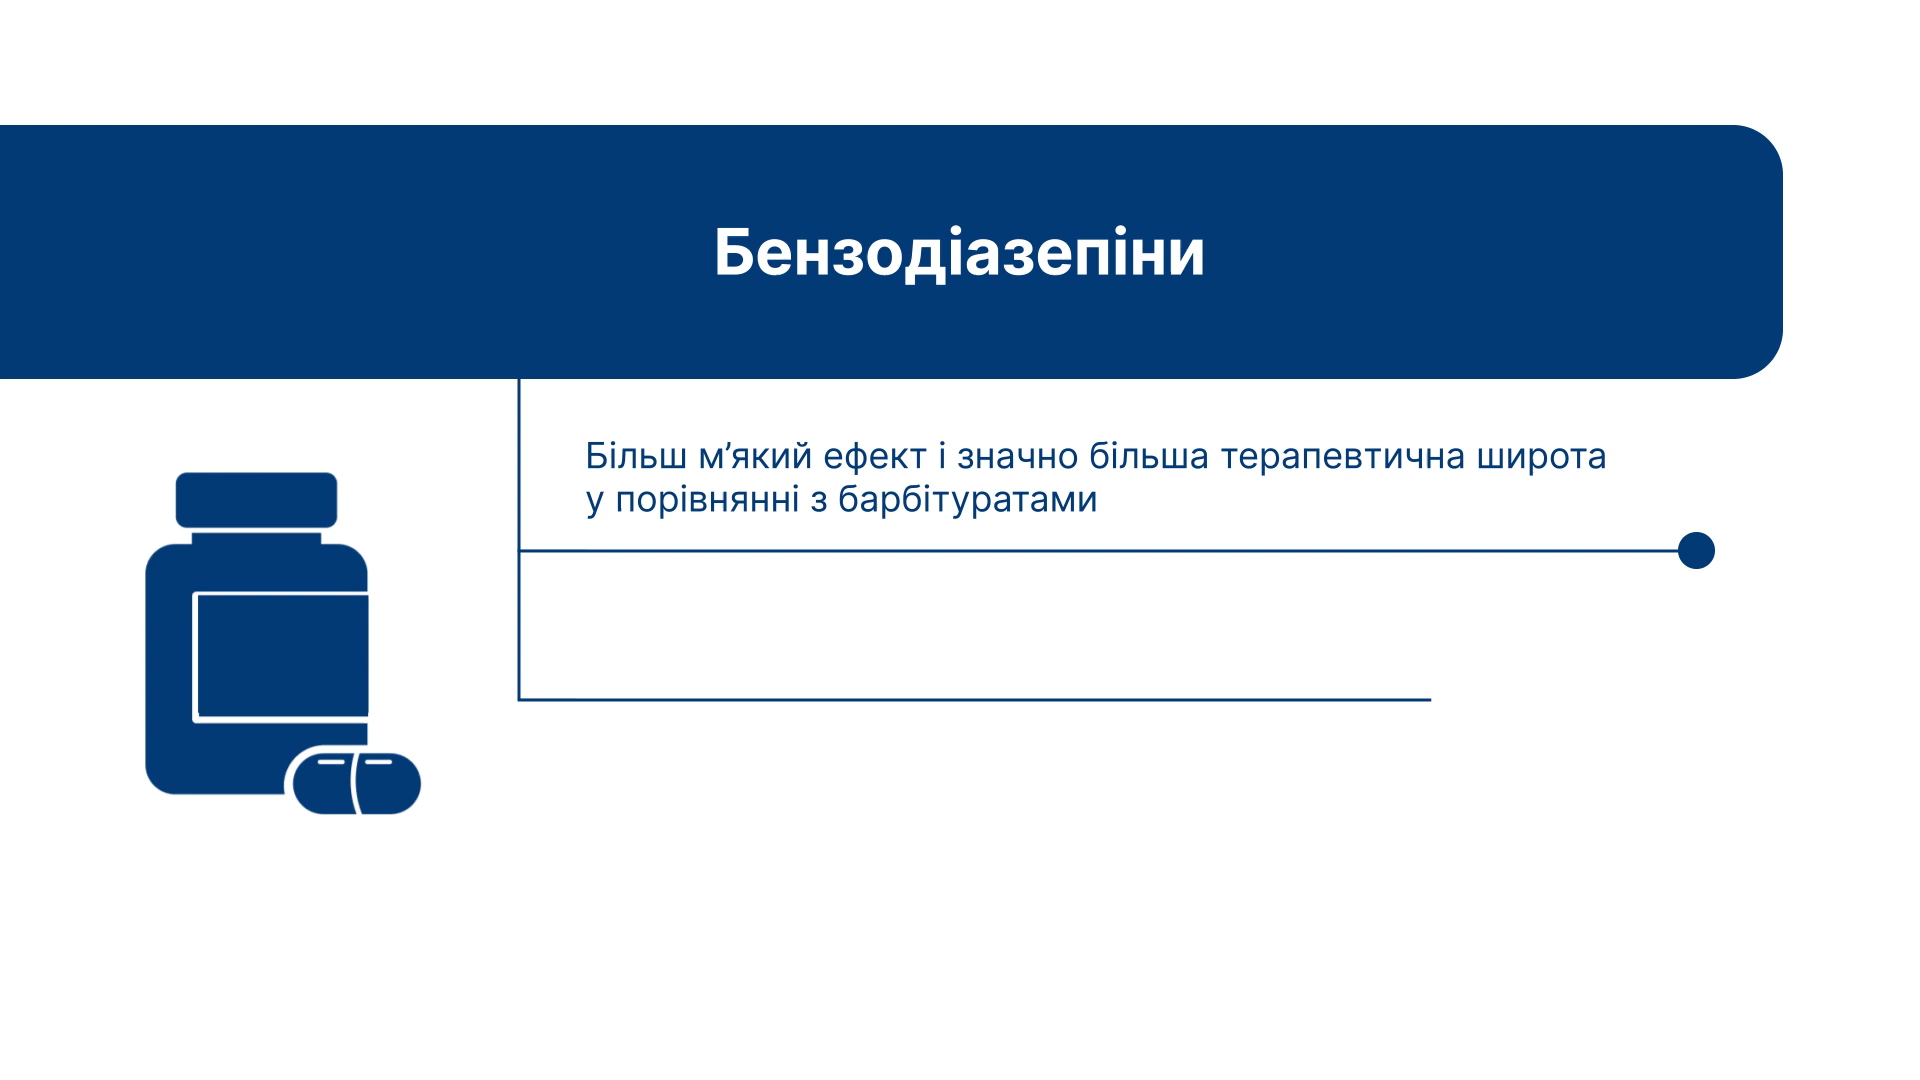 Бензодіазепіни
Більш м’який ефект і значно більша терапевтична широта
у порівнянні з барбітуратами